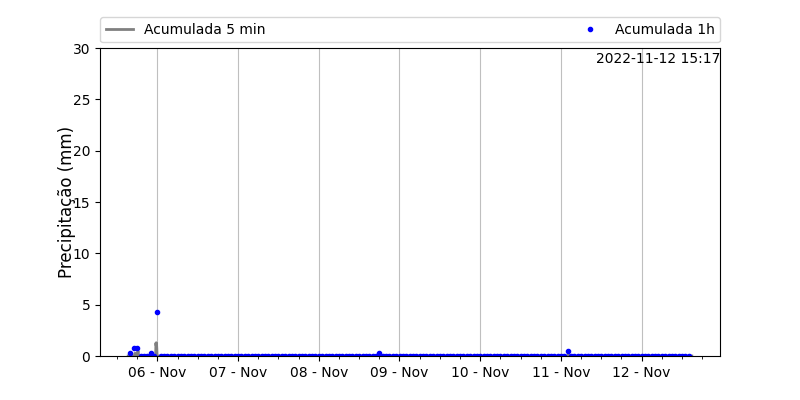 Acumulada 5 min
Acumulada 1h
2022-11-12 15:17
Precipitação (mm)
30
25
20
15
10
5
0
06 - Nov
07 - Nov
08 - Nov
09 - Nov
10 - Nov
11 - Nov
12 - Nov